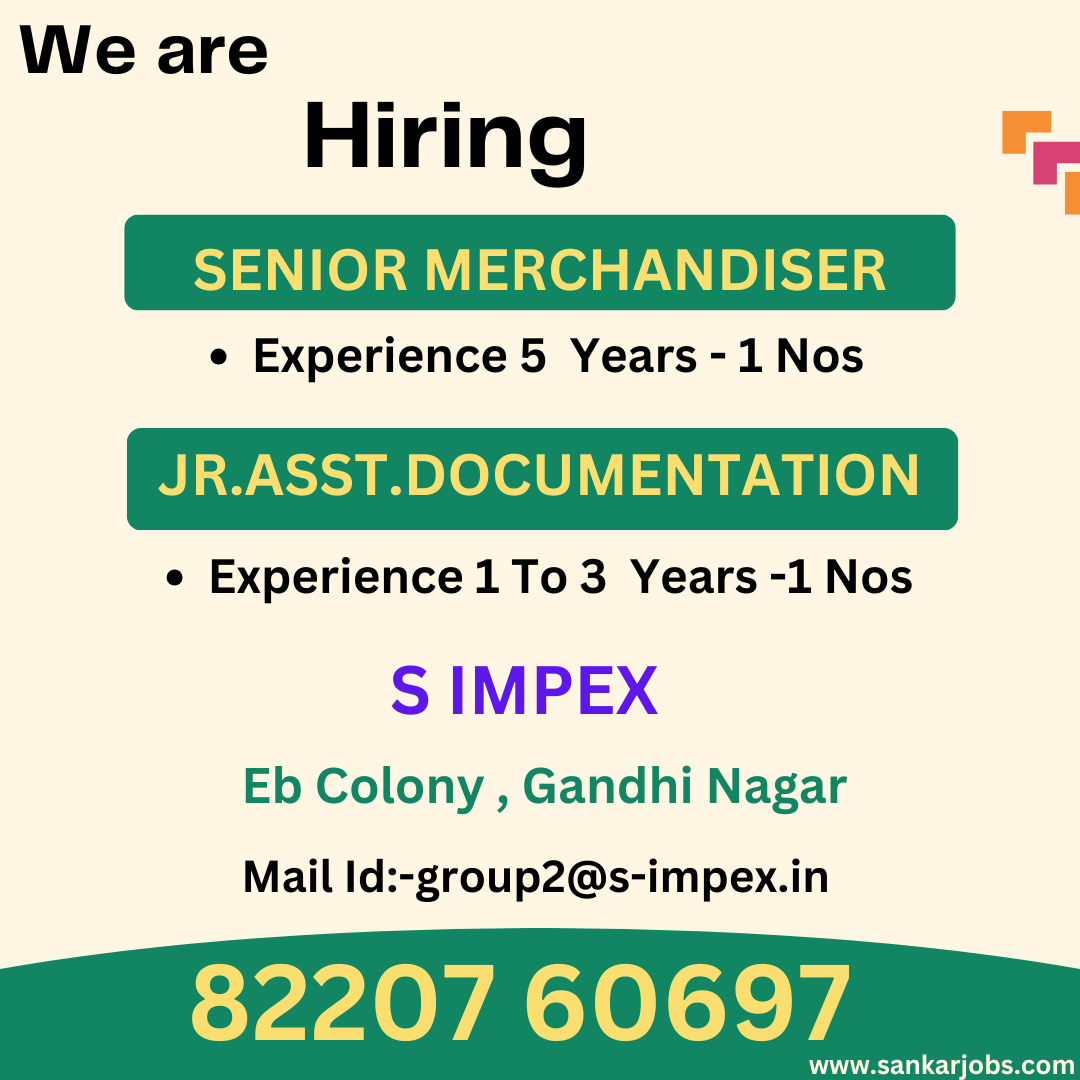 We are
Hiring
SENIOR MERCHANDISER
• Experience 5 Years - 1 Nos
JR.ASST.DOCUMENTATION
• Experience 1 To 3 Years -1 Nos
S IMPEX
Eb Colony , Gandhi Nagar
Mail Id:-group2@s-impex.in
82207 60697
www.sankarjobs.com